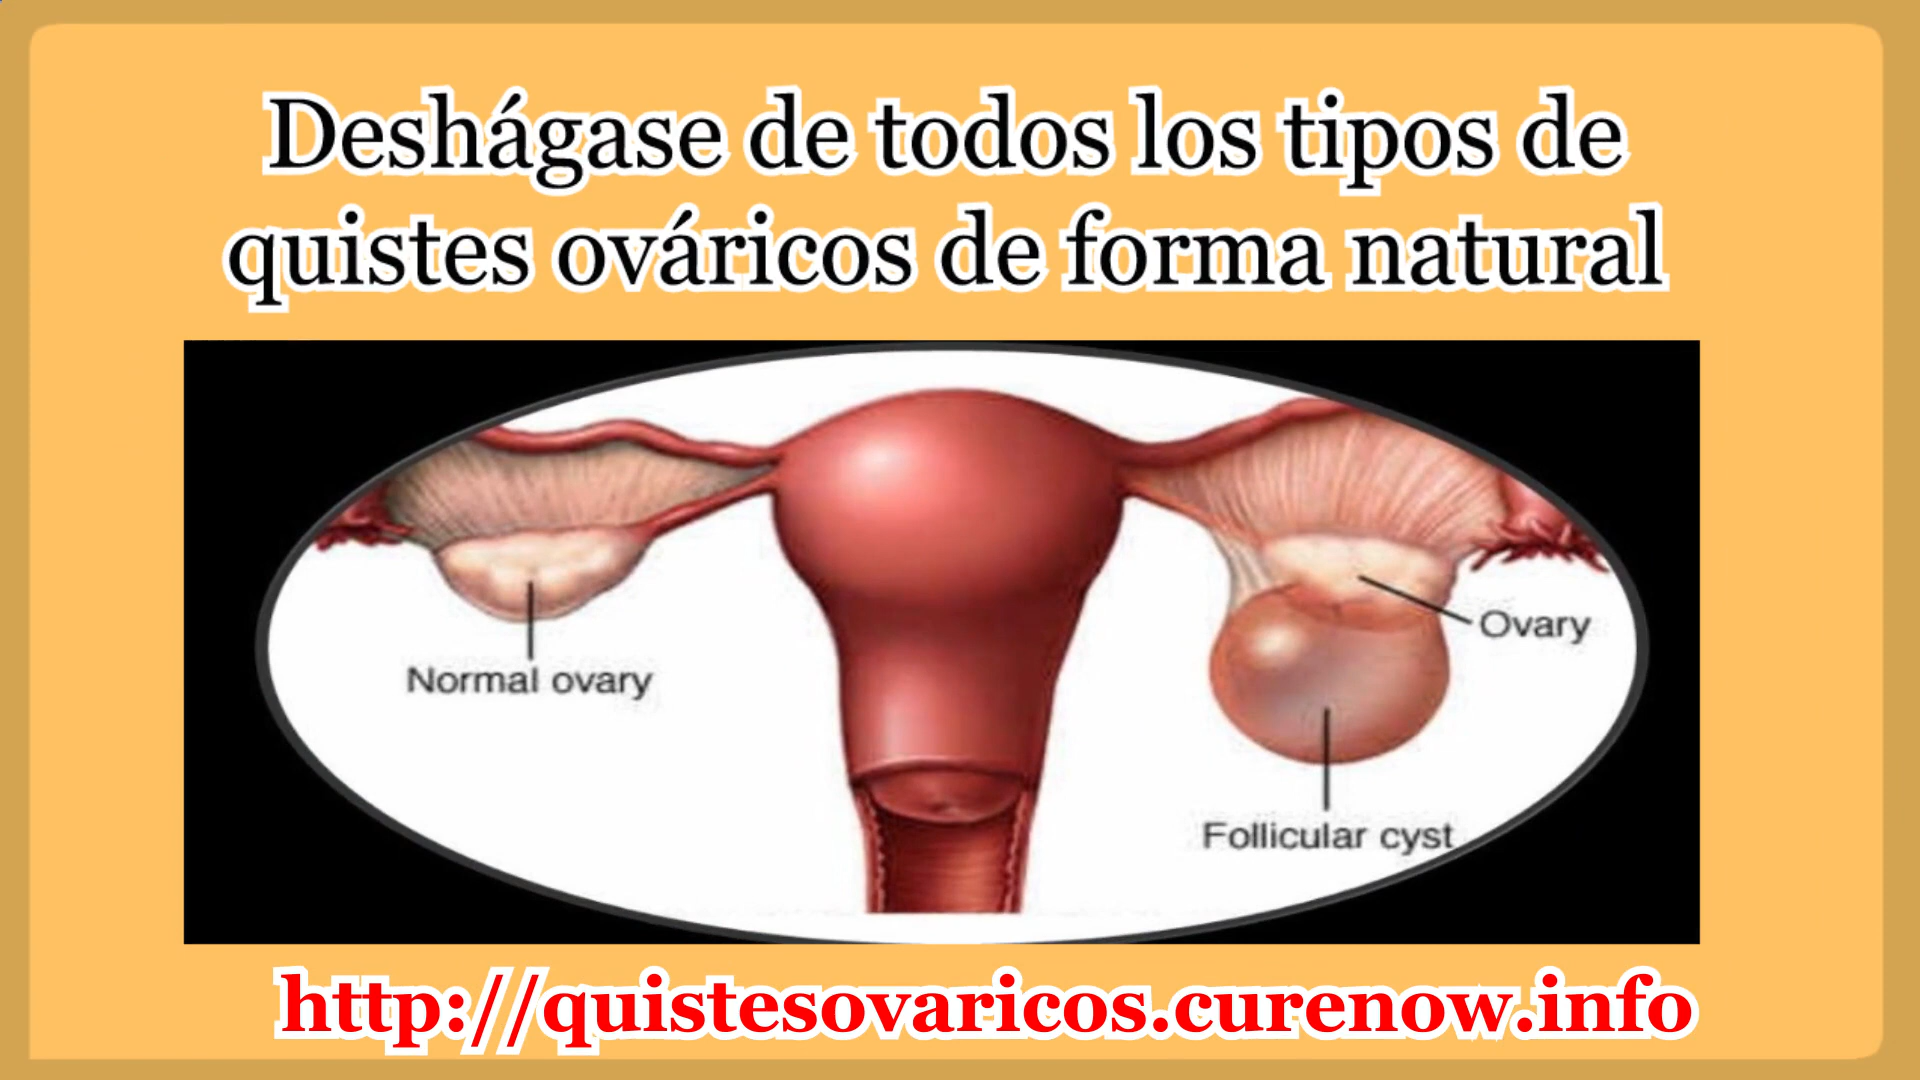 Deshágase de todos los tipos de
quistes ováricos de forma natural
Normal ovary
Ovary
Follicular cyst
http://quistesovaricos.curenow.info